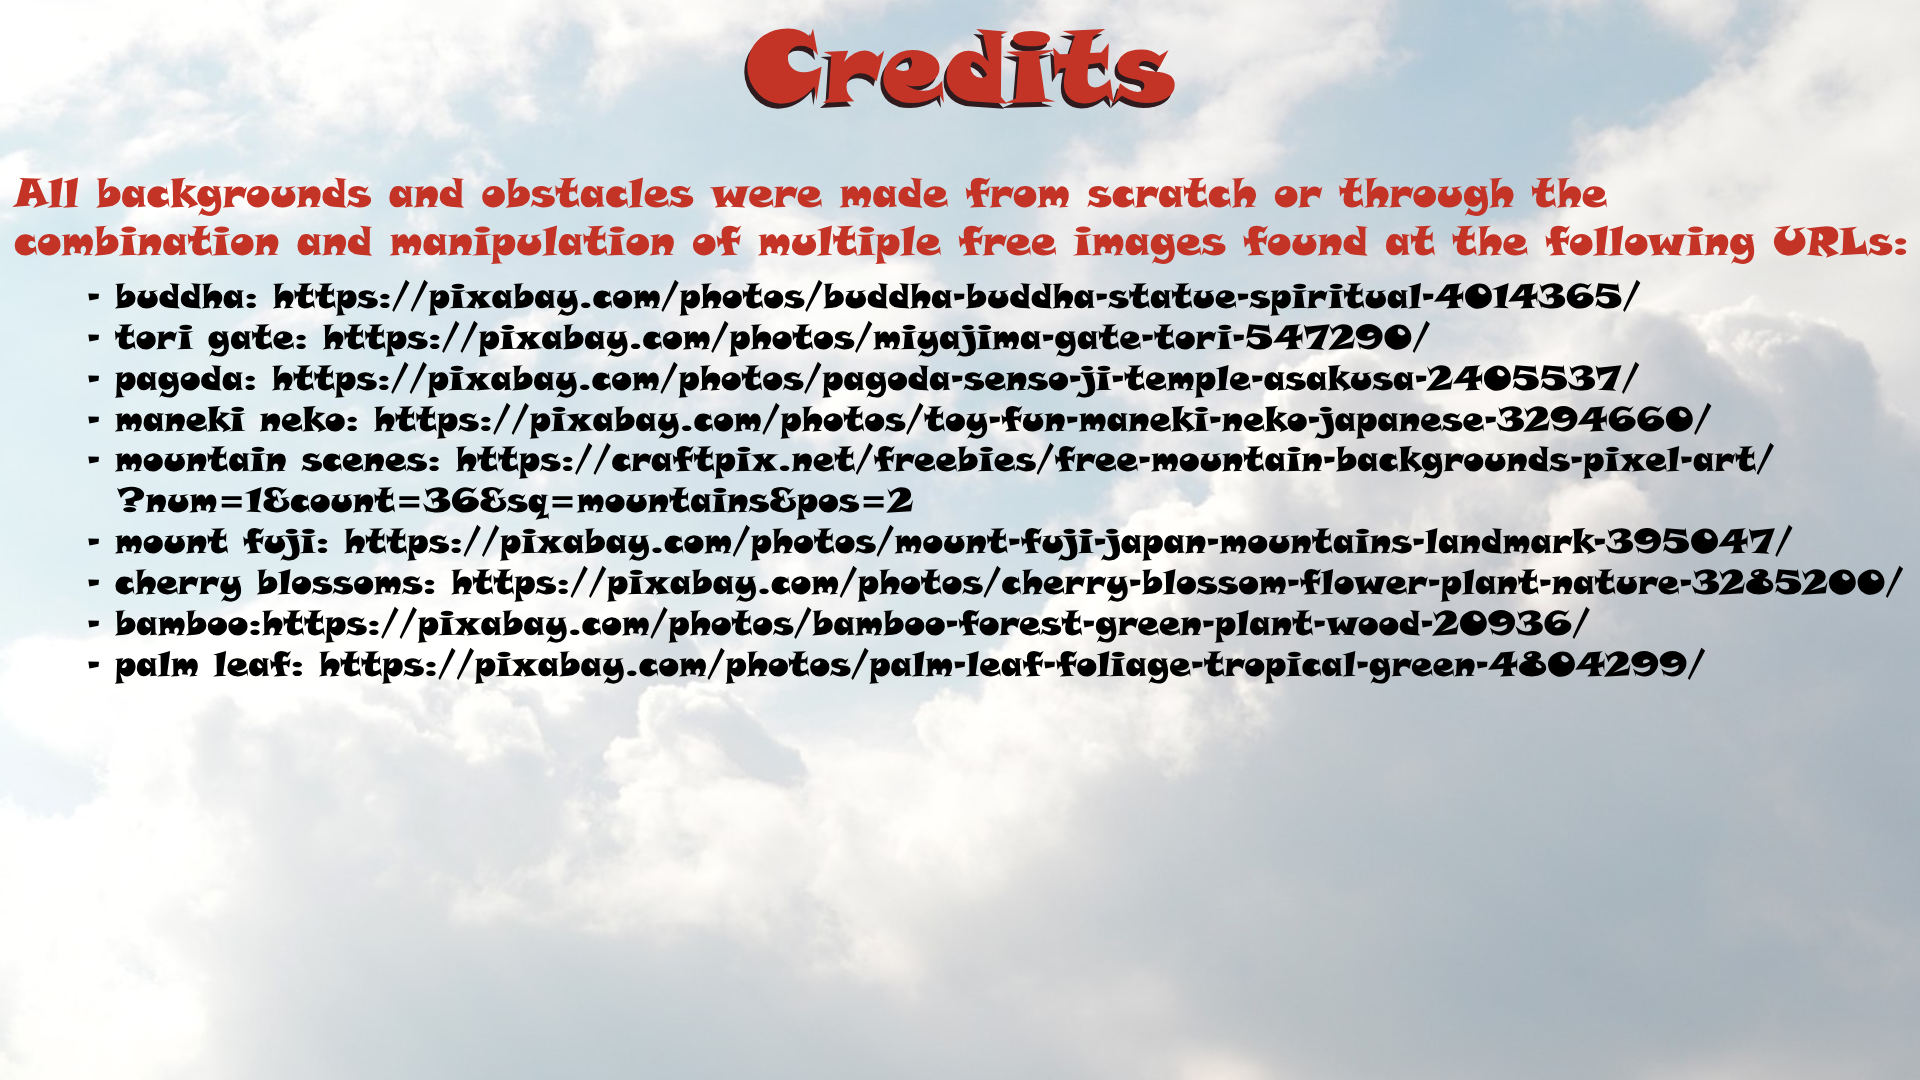 Credits
All backgrounds and obstacles were made from scratch or through the
combination and manipulation of multiple free images found at the following URLs:
- buddha: https://pixabay.com/photos/buddha-buddha-statue-spiritual-4014365/
- tori gate: https://pixabay.com/photos/miyajima-gate-tori-547290/
- pagoda: https://pixabay.com/photos/pagoda-senso-ji-temple-asakusa-2405537/
- maneki neko: https://pixabay.com/photos/toy-fun-maneki-neko-japanese-3294660/
- mountain scenes: https://craftpix.net/freebies/free-mountain-backgrounds-pixel-art/
?num=1&count=36&sq=mountains&pos=2
- mount fuji: https://pixabay.com/photos/mount-fuji-japan-mountains-landmark-395047/
- cherry blossoms: https://pixabay.com/photos/cherry-blossom-flower-plant-nature-3285200/
- bamboo:https://pixabay.com/photos/bamboo-forest-green-plant-wood-20936/
- palm leaf: https://pixabay.com/photos/palm-leaf-foliage-tropical-green-4804299/